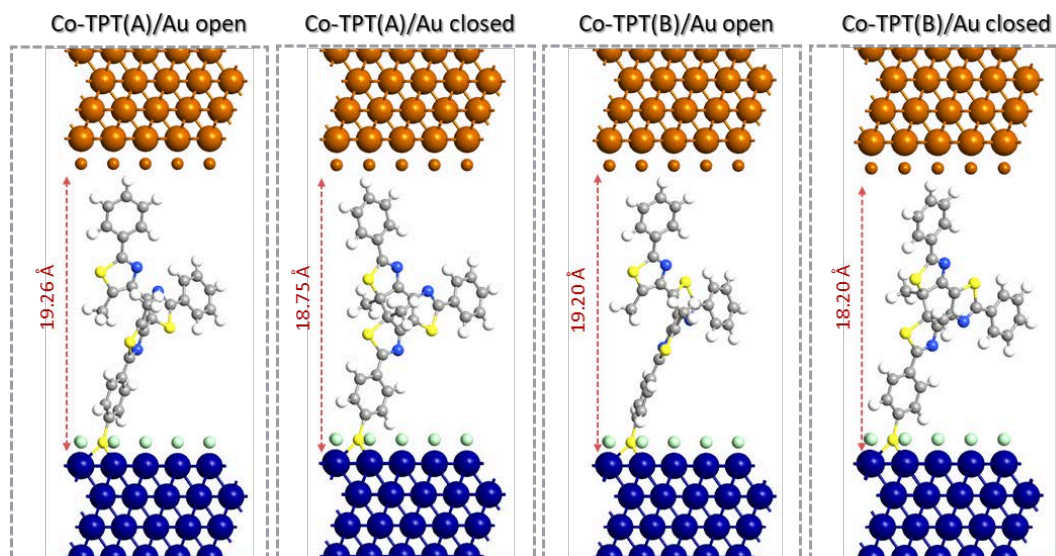 Co-TPT(A)/Au open
Co-TPT(A)/Au closed
Co-TPT(B)/Au open
Co-TPT(B)/Au closed
19.26 Å
18.75 Å
19.20 Å
18.20 Å